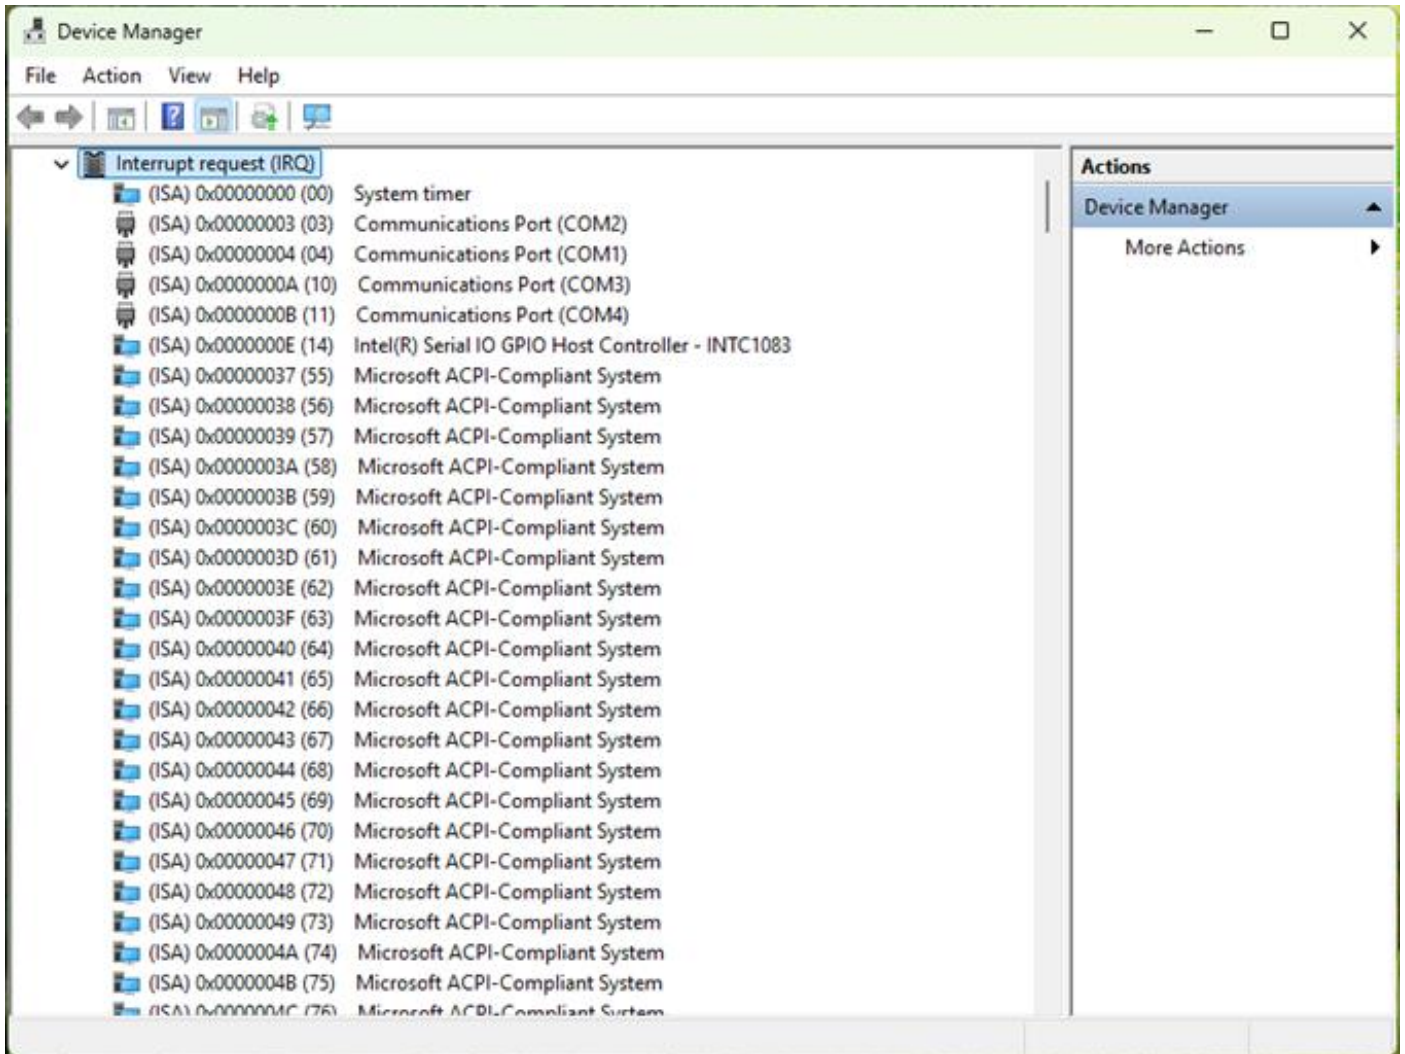 Device Manager
File Action View Help
Interrupt request (IRQ)
(ISA) 0x00000000 (00) System timer
(ISA) 0x00000003 (03) Communications Port (COM2)
(ISA) 0x00000004 (04) Communications Port (COM1)
(ISA) 0x0000000A (10) Communications Port (COM3)
(ISA) 0x0000000B (11) Communications Port (COM4)
(ISA) 0x0000000E (14) Intel(R) Serial IO GPIO Host Controller - INTC1083
(ISA) 0x00000037 (55) Microsoft ACPI-Compliant System
(ISA) 0x00000038 (56) Microsoft ACPI-Compliant System
(ISA) 0x00000039 (57) Microsoft ACPI-Compliant System
(ISA) 0x0000003A (58) Microsoft ACPI-Compliant System
(ISA) 0x0000003B (59) Microsoft ACPI-Compliant System
(ISA) 0x0000003C (60) Microsoft ACPI-Compliant System
(ISA) 0x0000003D (61) Microsoft ACPI-Compliant System
(ISA) 0x0000003E (62) Microsoft ACPI-Compliant System
(ISA) 0x0000003F (63) Microsoft ACPI-Compliant System
(ISA) 0x00000040 (64) Microsoft ACPI-Compliant System
(ISA) 0x00000041 (65) Microsoft ACPI-Compliant System
(ISA) 0x00000042 (66) Microsoft ACPI-Compliant System
(ISA) 0x00000043 (67) Microsoft ACPI-Compliant System
(ISA) 0x00000044 (68) Microsoft ACPI-Compliant System
(ISA) 0x00000045 (69) Microsoft ACPI-Compliant System
(ISA) 0x00000046 (70) Microsoft ACPI-Compliant System
(ISA) 0x00000047 (71) Microsoft ACPI-Compliant System
(ISA) 0x00000048 (72) Microsoft ACPI-Compliant System
(ISA) 0x00000049 (73) Microsoft ACPI-Compliant System
(ISA) 0x0000004A (74) Microsoft ACPI-Compliant System
(ISA) 0x0000004B (75) Microsoft ACPI-Compliant System
(ISA) 0x0000004C (76) Microsoft ACPI-Compliant System
Actions
Device Manager
More Actions